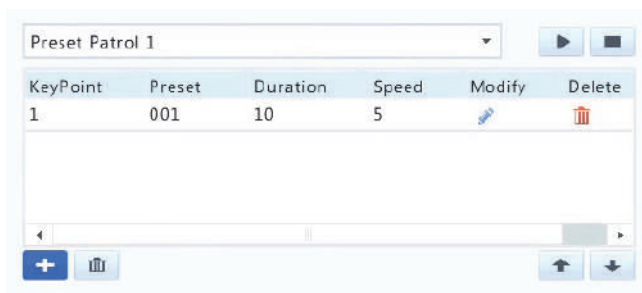 Preset Patrol 1
KeyPoint Preset Duration Speed Modify Delete
1 001 10 5